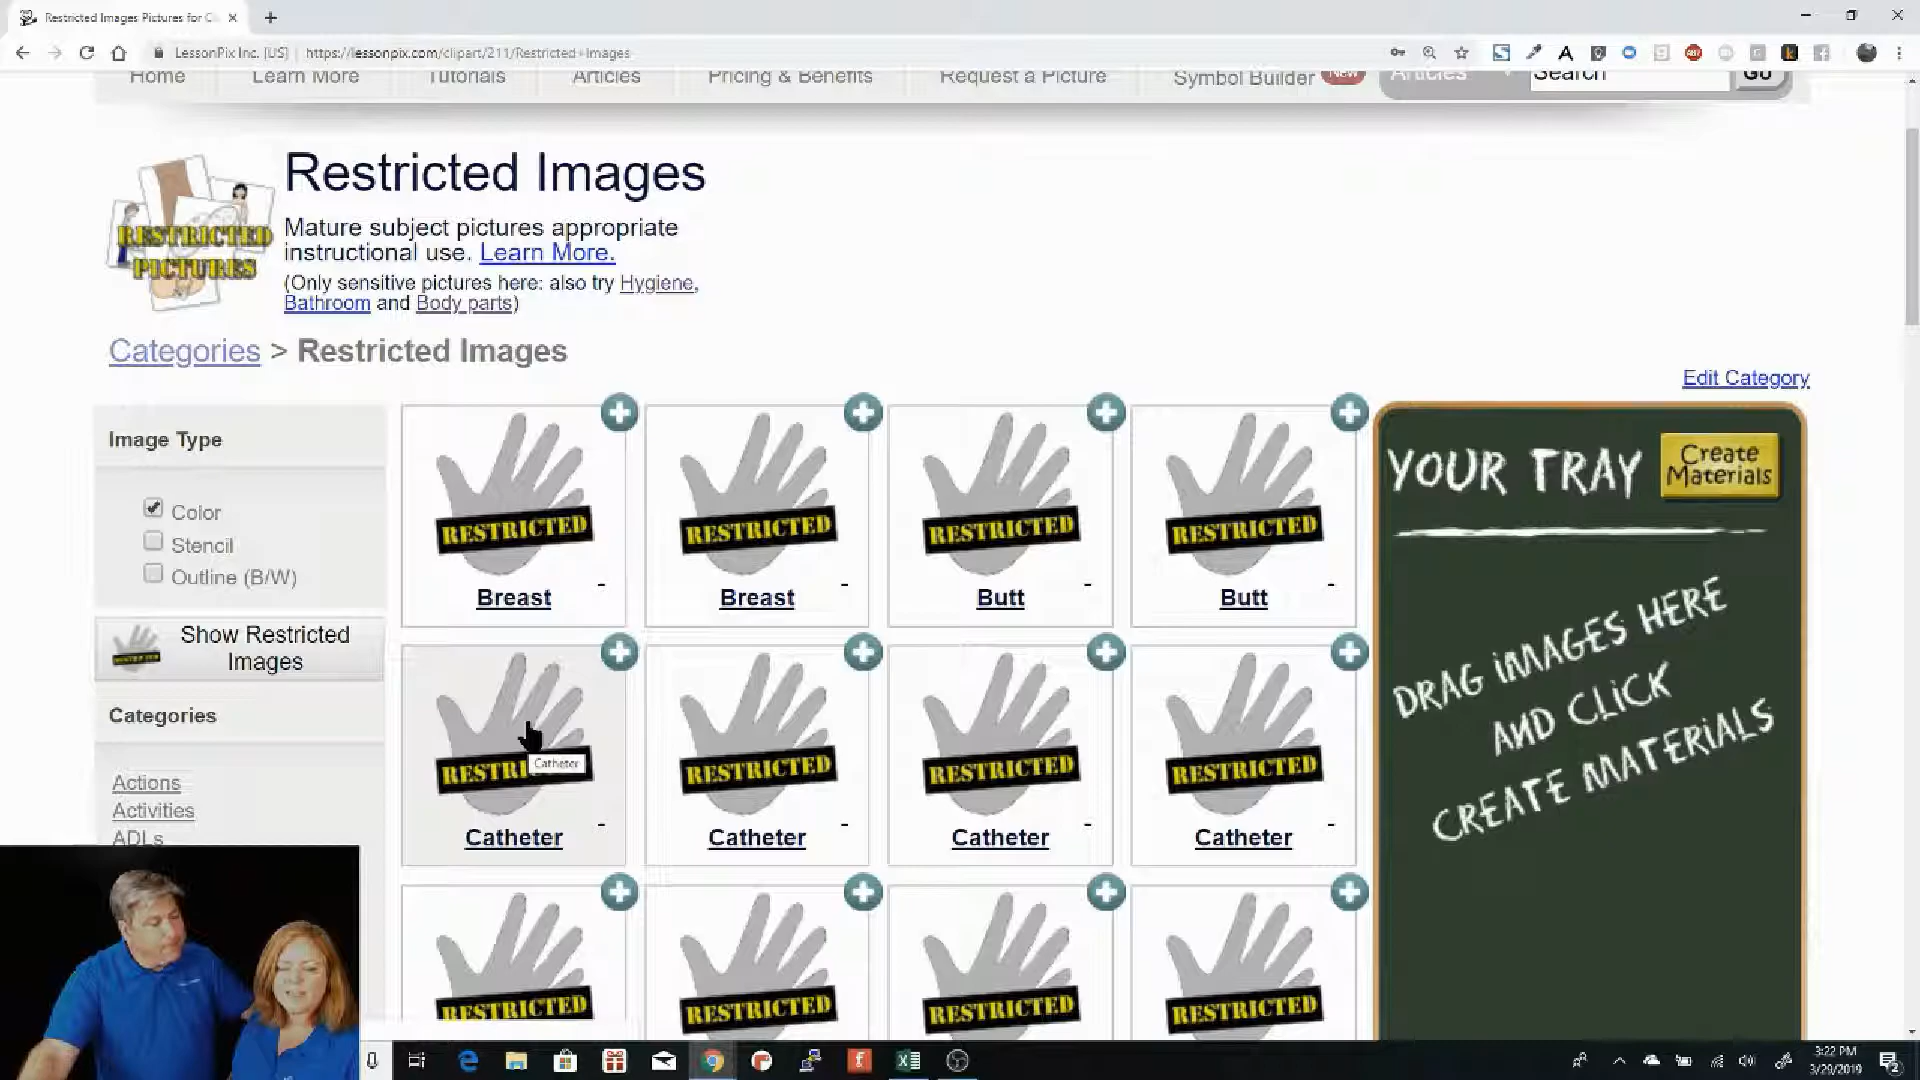 Restricted Images Pictures for C
LessonPix Inc. [US] | https://lessonpix.com/clipart/211/Restricted+Images
Home Learn More Tutorials Articles Pricing & Benefits Request a Picture Symbol Builder New Articles Search Go
RESTRICTED
PICTURES
Restricted Images
Mature subject pictures appropriate
instructional use. Learn More.
(Only sensitive pictures here: also try Hygiene,
Bathroom and Body parts)
Categories > Restricted Images
Edit Category
Image Type
Color
Stencil
Outline (B/W)
Show Restricted
Images
Categories
Actions
Activities
ADLs
RESTRICTED RESTRICTED RESTRICTED RESTRICTED
Breast - Breast - Butt - Butt -
RESTRI RESTRICTED RESTRICTED RESTRICTED
Catheter
Catheter - Catheter - Catheter - Catheter -
RESTRICTED RESTRICTED RESTRICTED RESTRICTED
YOUR TRAY
Create
Materials
DRAG IMAGES HERE
AND CLICK
CREATE MATERIALS
3:22 PM
3/29/2019